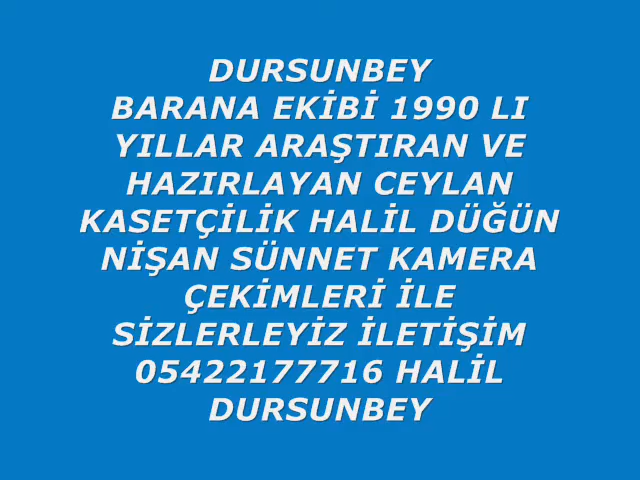 DURSUNBEY
BARANA EKİBİ 1990 LI
YILLAR ARAŞTIRAN VE
HAZIRLAYAN CEYLAN
KASETÇİLİK HALİL DÜĞÜN
NİŞAN SÜNNET KAMERA
ÇEKİMLERİ İLE
SİZLERLEYİZ İLETİŞİM
05422177716 HALİL
DURSUNBEY